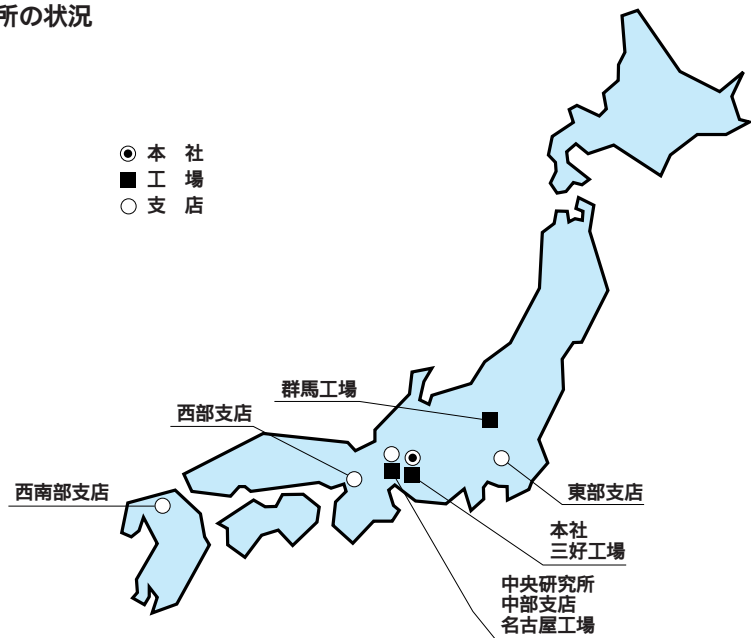 所の状況
本　社
工　場
支　店
群馬工場
西部支店
西南部支店
東部支店
本社
三好工場
中央研究所
中部支店
名古屋工場